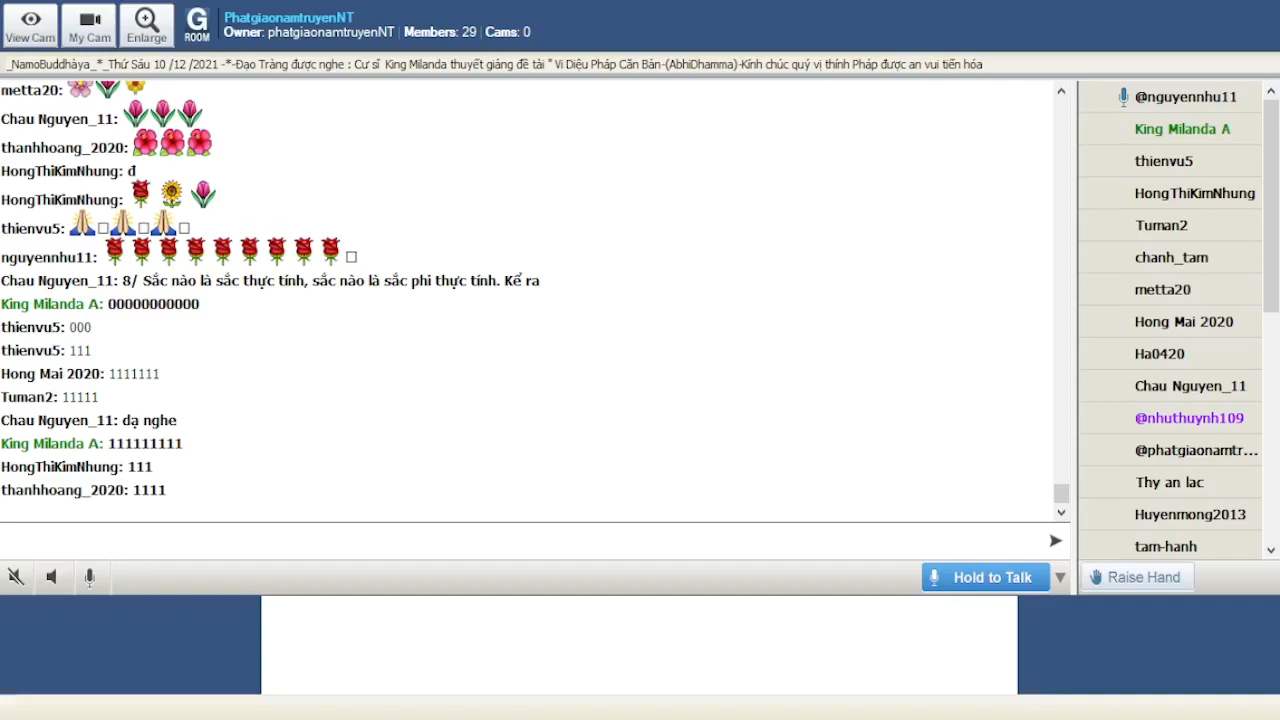 View Cam
My Cam
Enlarge
G
ROOM
PhatgiaonamtruyenNT
Owner: phatgiaonamtruyenNT | Members: 29 | Cams: 0
_NamoBuddhàya_*_Thứ Sáu 10 /12 /2021 -*-Đạo Tràng được nghe : Cư sĩ King Milanda thuyết giảng đề tài " Vi Diệu Pháp Căn Bản-(AbhiDhamma)-Kính chúc quý vị thính Pháp được an vui tiến hóa
metta20:
Chau Nguyen_11:
thanhhoang_2020:
HongThiKimNhung: đ
HongThiKimNhung:
thienvu5:
nguyennhu11:
Chau Nguyen_11: 8/ Sắc nào là sắc thực tính, sắc nào là sắc phi thực tính. Kể ra
King Milanda A: 00000000000
thienvu5: 000
thienvu5: 111
Hong Mai 2020: 1111111
Tuman2: 11111
Chau Nguyen_11: dạ nghe
King Milanda A: 111111111
HongThiKimNhung: 111
thanhhoang_2020: 1111
Hold to Talk
@nguyennhu11
King Milanda A
thienvu5
HongThiKimNhung
Tuman2
chanh_tam
metta20
Hong Mai 2020
Ha0420
Chau Nguyen_11
@nhuthuynh109
@phatgiaonamtr...
Thy an lac
Huyenmong2013
tam-hanh
Raise Hand